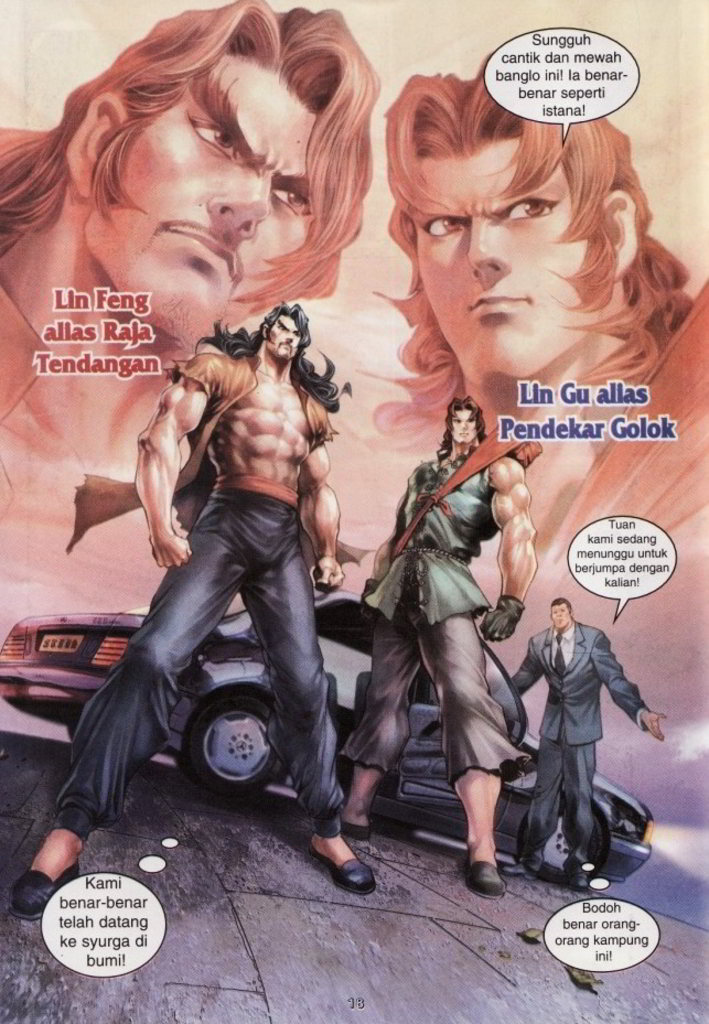 Sungguh
cantik dan mewah
banglo ini! Ia benar-
benar seperti
istana!
Lin Feng
alias Raja
Tendangan
Lin Gu alias
Pendekar Golok
Tuan
kami sedang
menunggu untuk
berjumpa dengan
kalian!
Kami
benar-benar
telah datang
ke syurga di
bumi!
Bodoh
benar orang-
orang kampung
ini!
18